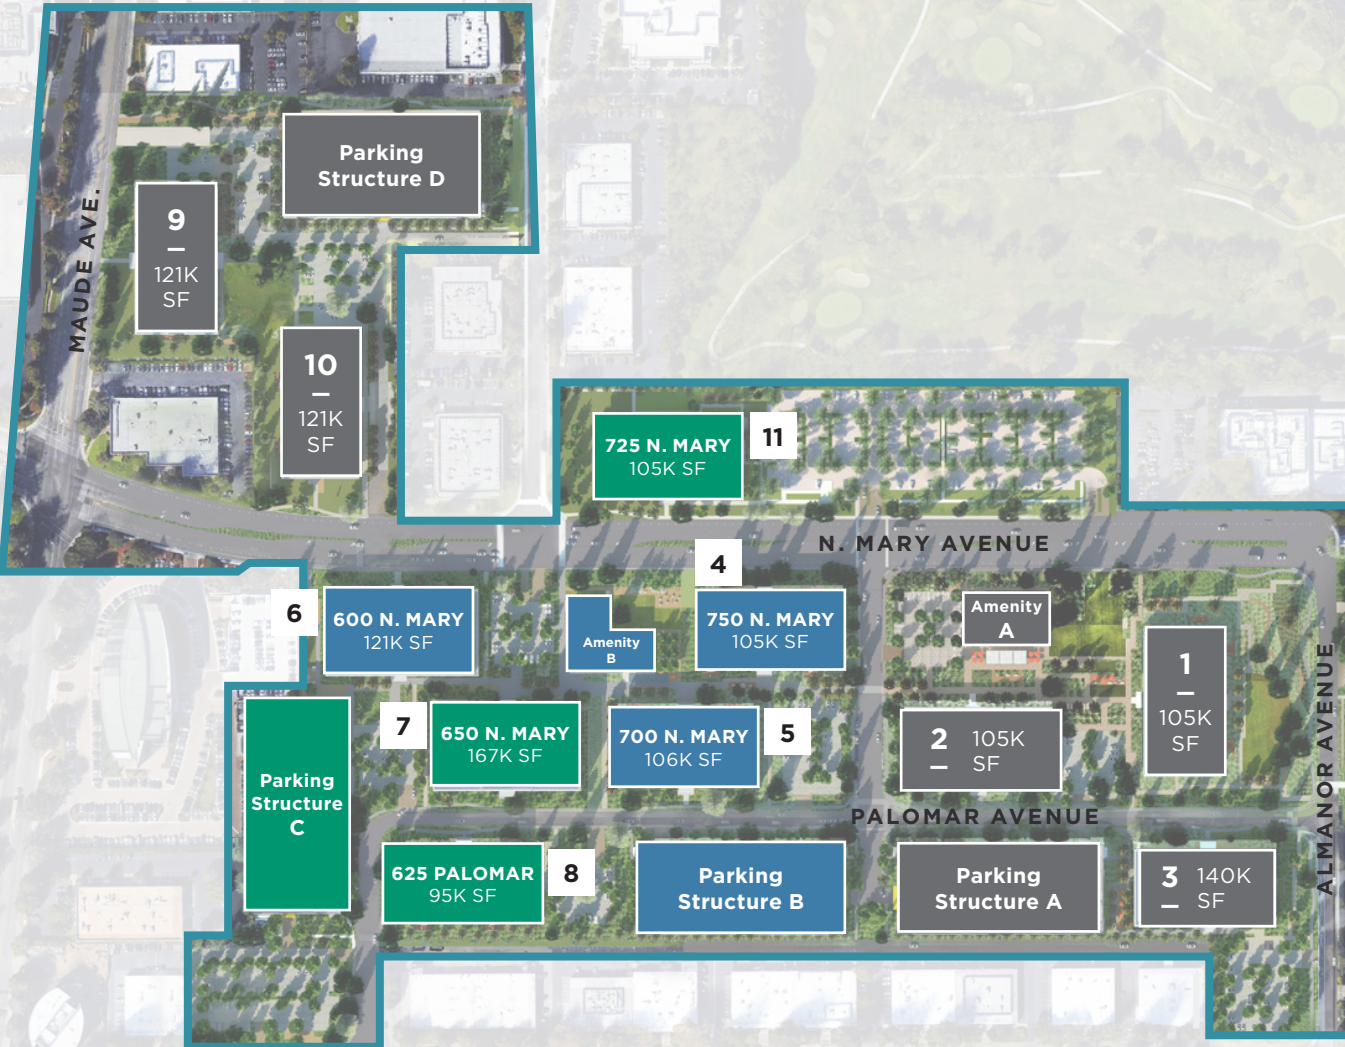 Parking
Structure D
MAUDE AVE.
9
121K
SF
10
121K
SF
725 N. MARY
105K SF
11
N. MARY AVENUE
4
6
600 N. MARY
121K SF
Amenity
B
750 N. MARY
105K SF
Amenity
A
1
105K
SF
ALMANOR AVENUE
7
650 N. MARY
167K SF
700 N. MARY
106K SF
5
2
105K
SF
Parking
Structure
C
PALOMAR AVENUE
625 PALOMAR
95K SF
8
Parking
Structure B
Parking
Structure A
3
140K
SF